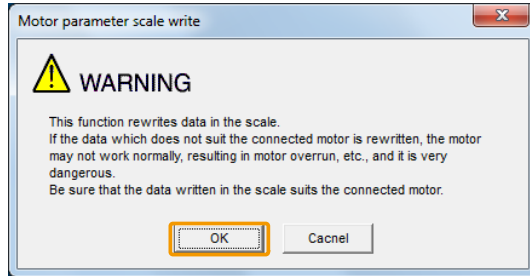 Motor parameter scale write
WARNING
This function rewrites data in the scale.
If the data which does not suit the connected motor is rewritten, the motor
may not work normally, resulting in motor overrun, etc., and it is very
dangerous.
Be sure that the data written in the scale suits the connected motor.
OK Cacnel